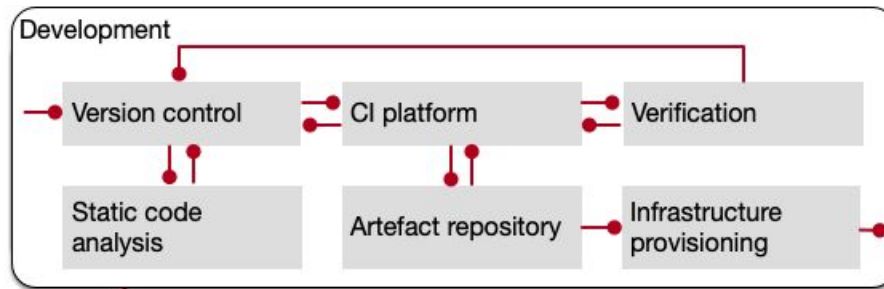 Development
Version control
CI platform
Verification
Static code
analysis
Artefact repository
Infrastructure
provisioning